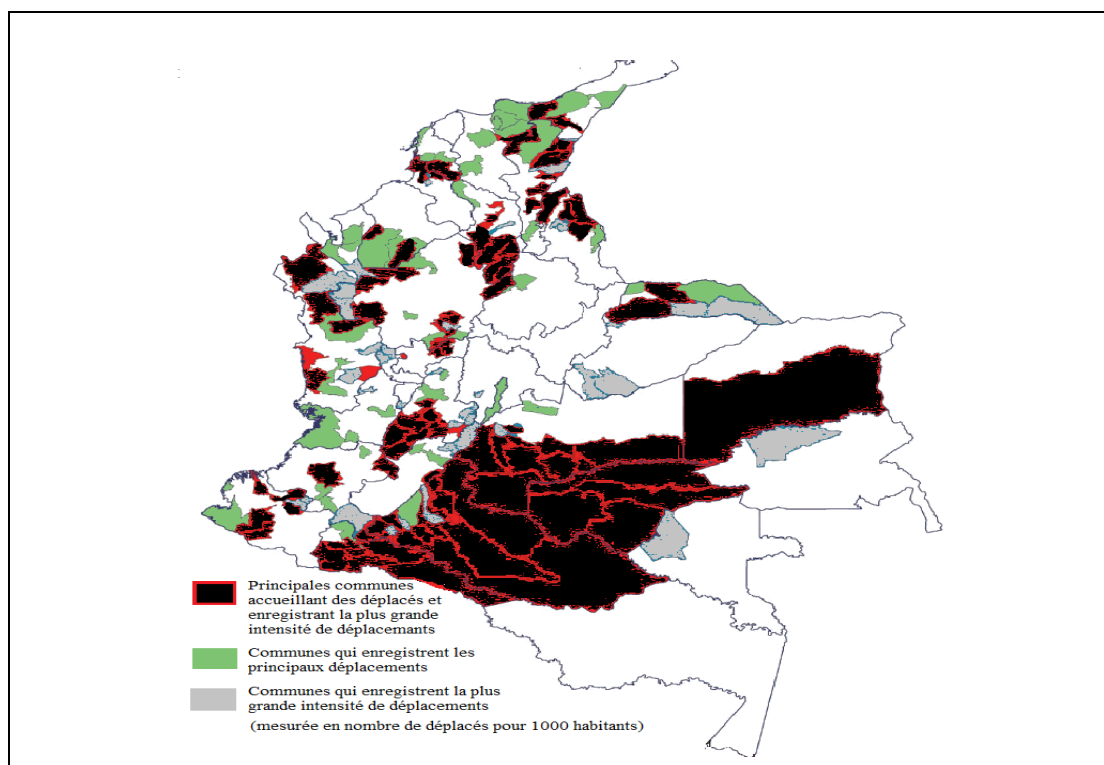 Principales communes
accueillant des déplacés et
enregistrant la plus grande
intensité de déplacemants
Communes qui enregistrent les
principaux déplacements
Communes qui enregistrent la plus
grande intensité de déplacements
(mesurée en nombre de déplacés pour 1000 habitants)